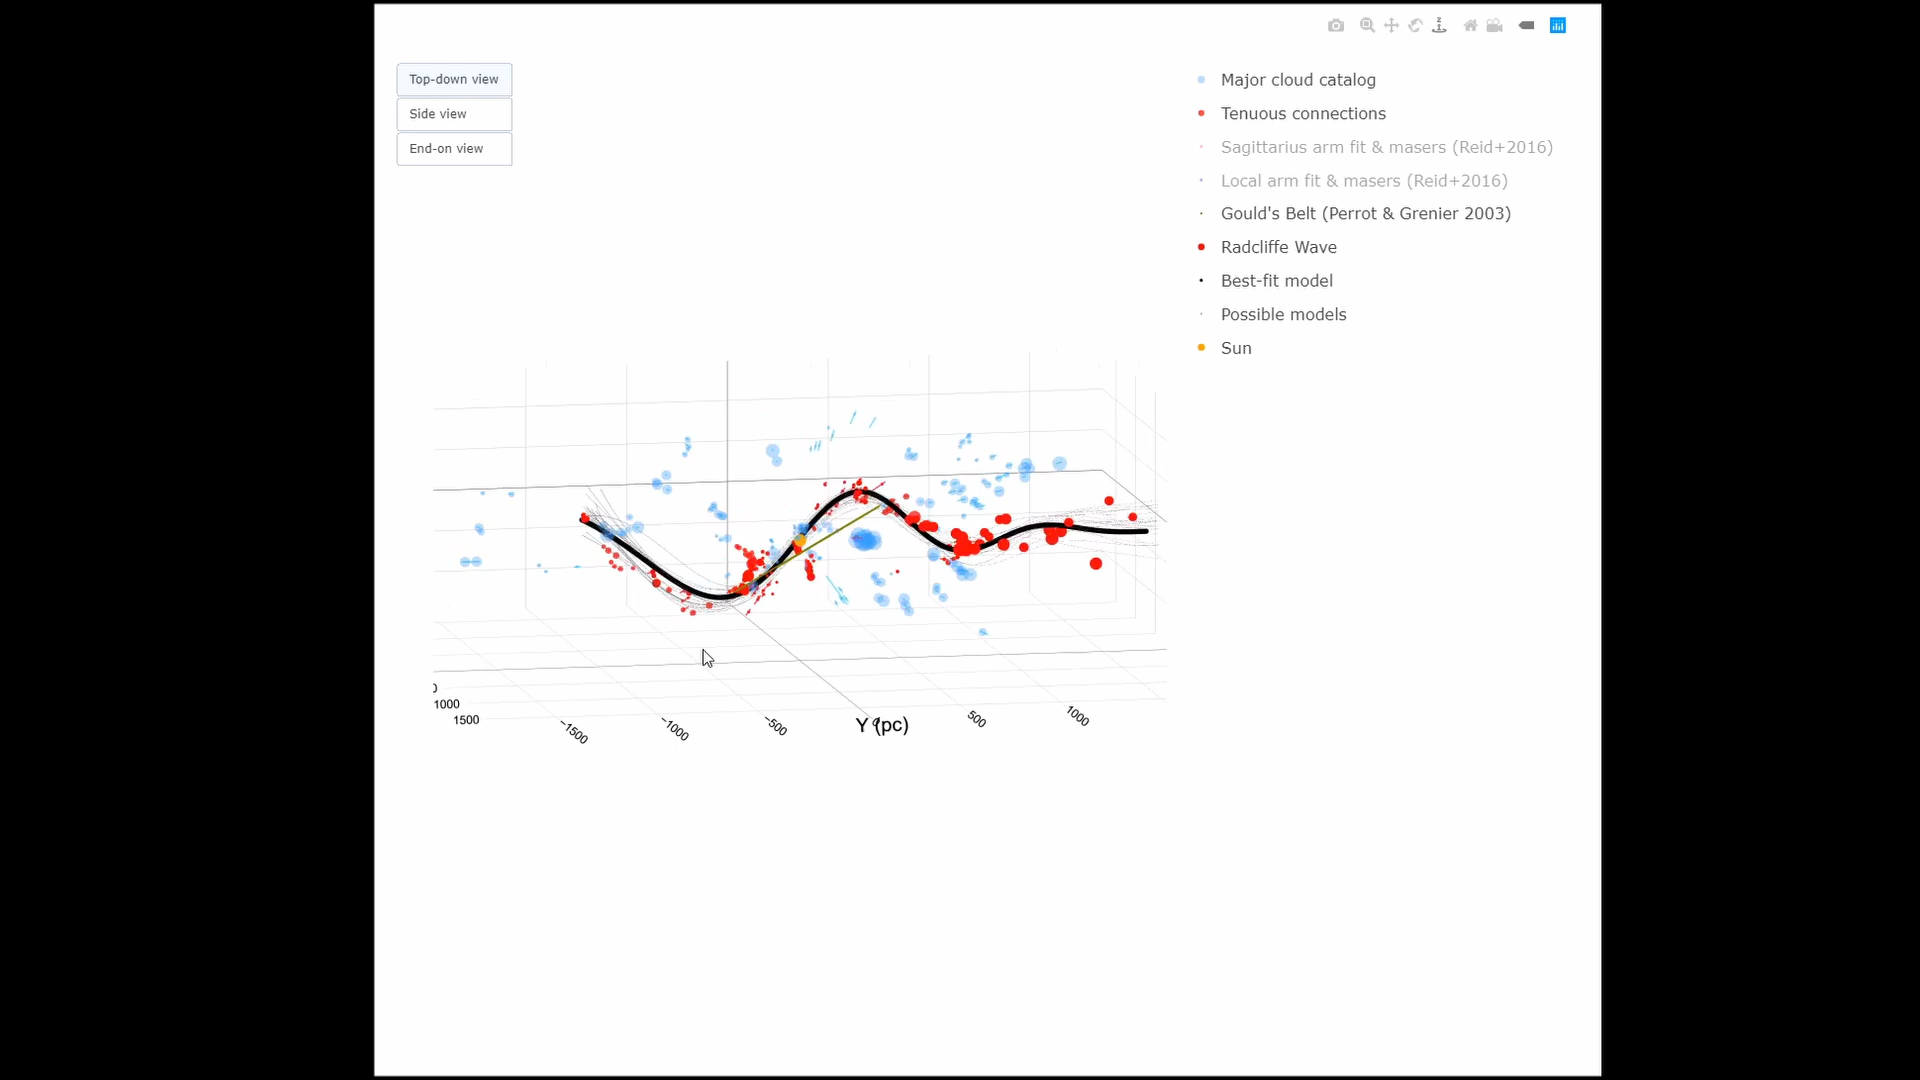 Top-down view
Side view
End-on view
Major cloud catalog
Tenuous connections
Sagittarius arm fit & masers (Reid+2016)
Local arm fit & masers (Reid+2016)
Gould's Belt (Perrot & Grenier 2003)
Radcliffe Wave
Best-fit model
Possible models
Sun
0
1000
1500
−1500
−1000
−500
0
500
1000
Y (pc)